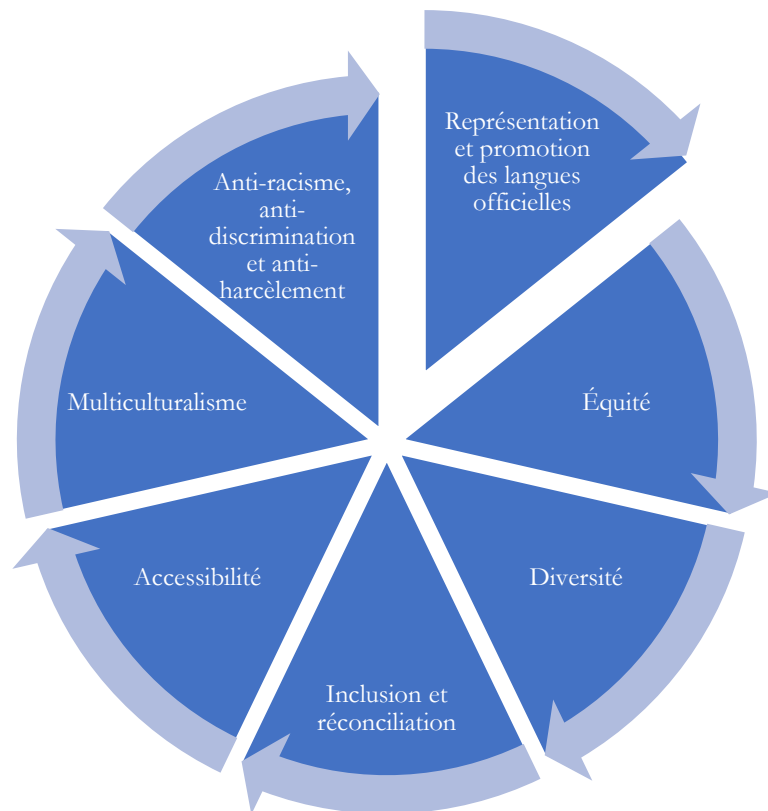 Représentation
et promotion
des langues
officielles
Équité
Diversité
Inclusion et
réconciliation
Accessibilité
Multiculturalisme
Anti-racisme,
anti-
discrimination
et anti-
harcèlement